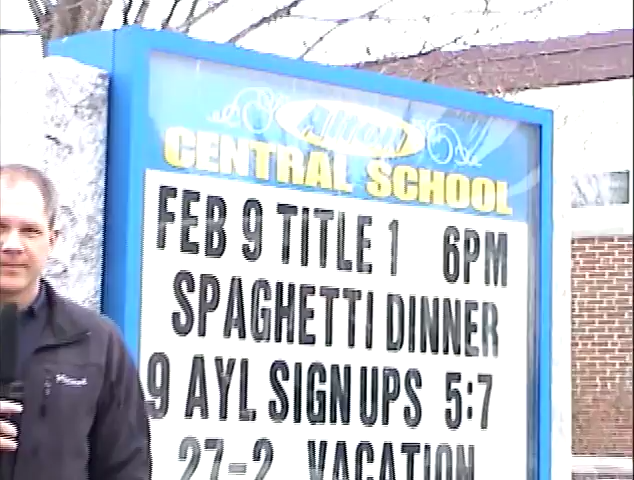 CENTRAL SCHOOL
FEB 9 TITLE 1 6PM
SPAGHETTI DINNER
9 AYL SIGN UPS 5:7
27-2 VACATION